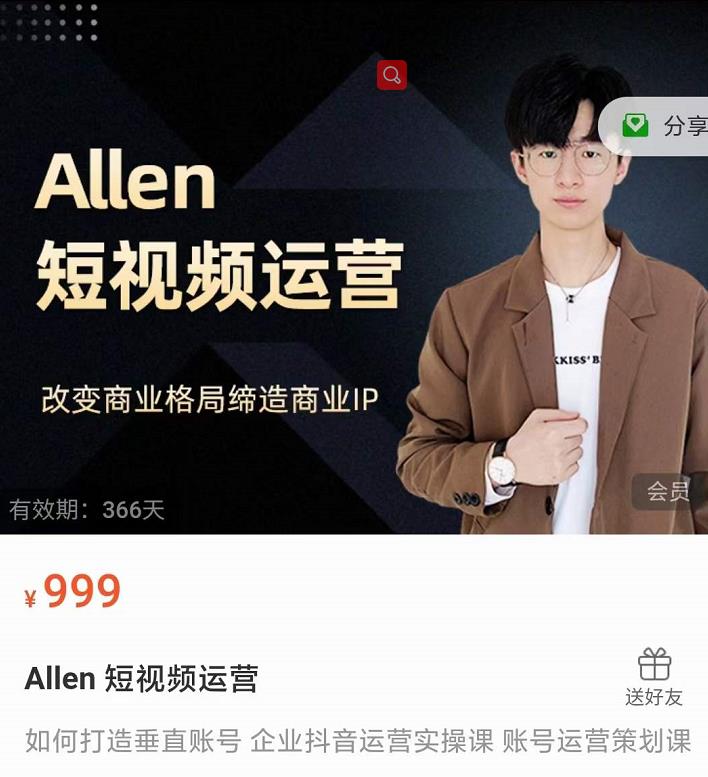 分享
Allen
短视频运营
KKISS' B
改变商业格局缔造商业IP
会员
有效期：366天
¥999
Allen 短视频运营
送好友
如何打造垂直账号 企业抖音运营实操课 账号运营策划课